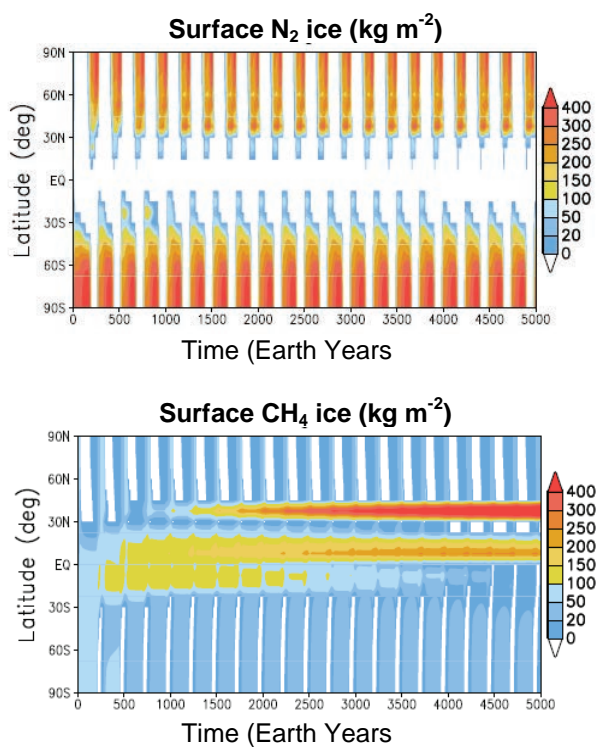 Surface N₂ ice (kg m⁻²)
90N
60N
30N
EQ
30S
60S
90S
Latitude (deg)
0 500 1000 1500 2000 2500 3000 3500 4000 4500 5000
Time (Earth Years
400
300
250
200
150
100
50
20
0
Surface CH₄ ice (kg m⁻²)
90N
60N
30N
EQ
30S
60S
90S
Latitude (deg)
0 500 1000 1500 2000 2500 3000 3500 4000 4500 5000
Time (Earth Years
400
300
250
200
150
100
50
20
0